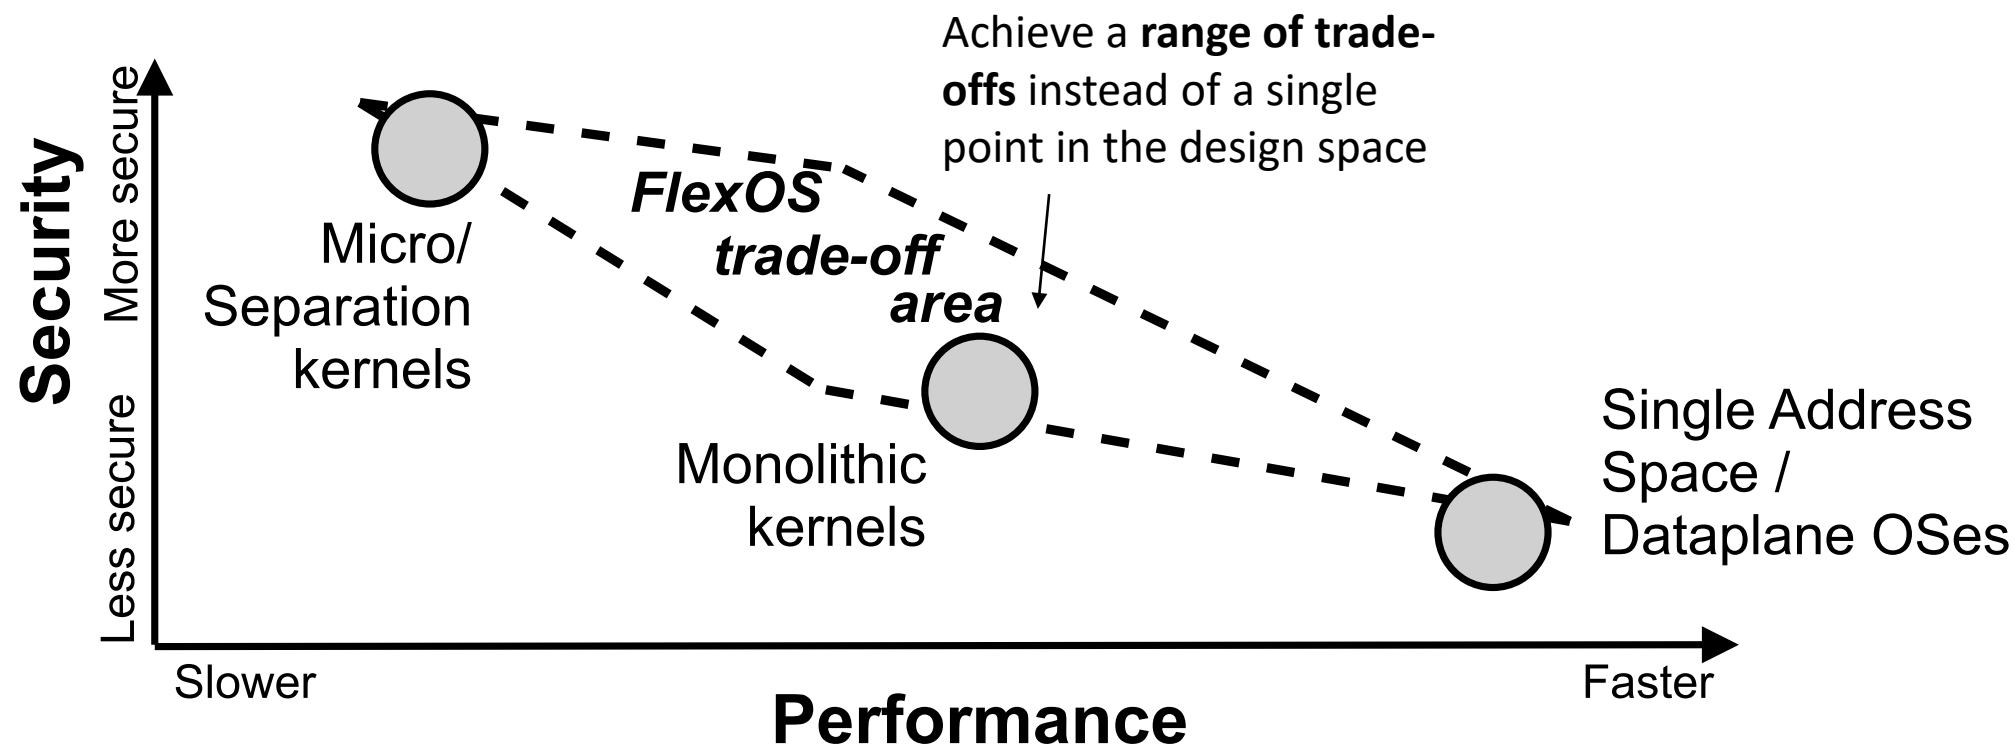 Achieve a range of trade-
offs instead of a single
point in the design space
Security
More secure
Less secure
FlexOS
trade-off
area
Micro/
Separation
kernels
Monolithic
kernels
Single Address
Space /
Dataplane OSes
Slower
Faster
Performance